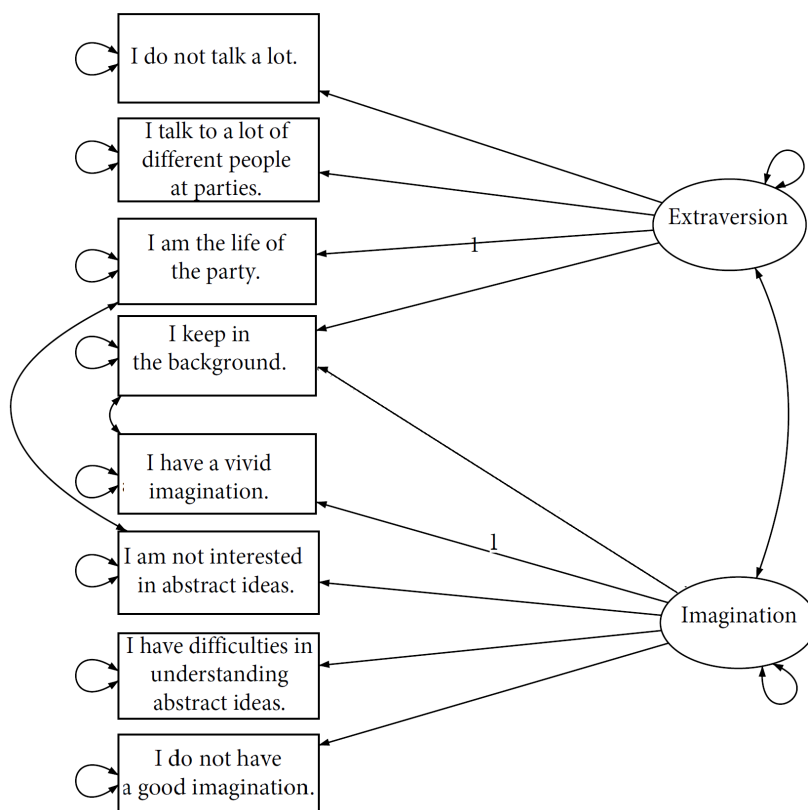 I do not talk a lot.
I talk to a lot of
different people
at parties.
Extraversion
I am the life of
the party.
1
I keep in
the background.
I have a vivid
imagination.
1
I am not interested
in abstract ideas.
Imagination
I have difficulties in
understanding
abstract ideas.
I do not have
a good imagination.